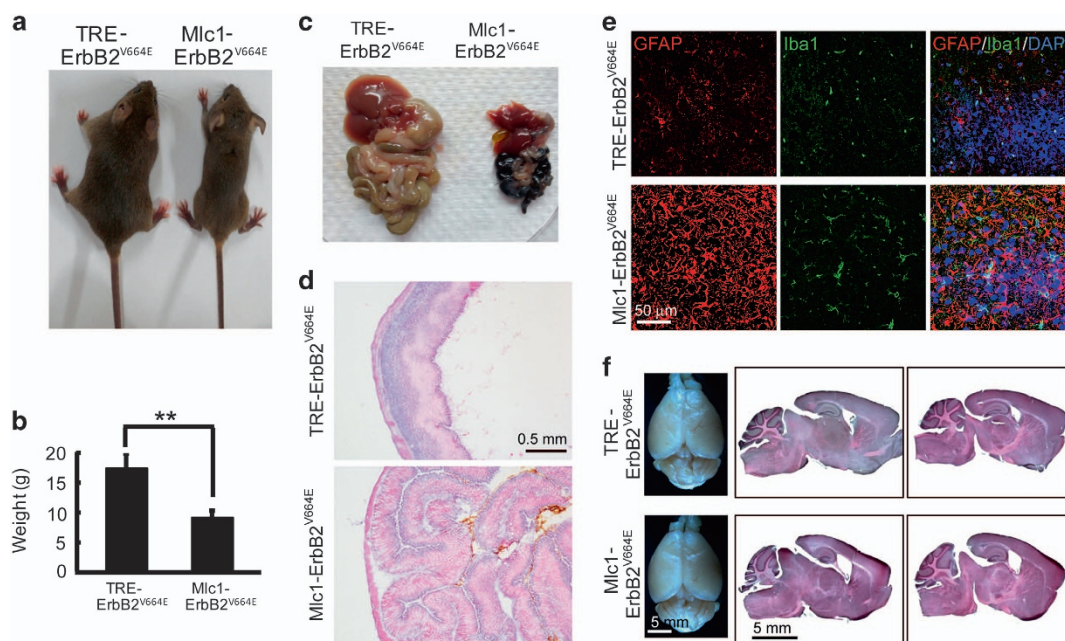 a
TRE-
ErbB2V664E
Mlc1-
ErbB2V664E
b
**
Weight (g)
20
15
10
5
0
TRE-
ErbB2V664E
Mlc1-
ErbB2V664E
c
TRE-
ErbB2V664E
Mlc1-
ErbB2V664E
d
TRE-ErbB2V664E
0.5 mm
Mlc1-ErbB2V664E
e
TRE-ErbB2V664E
GFAP
Iba1
GFAP/Iba1/DAP
Mlc1-ErbB2V664E
50 µm
f
TRE-
ErbB2V664E
Mlc1-
ErbB2V664E
5 mm
5 mm